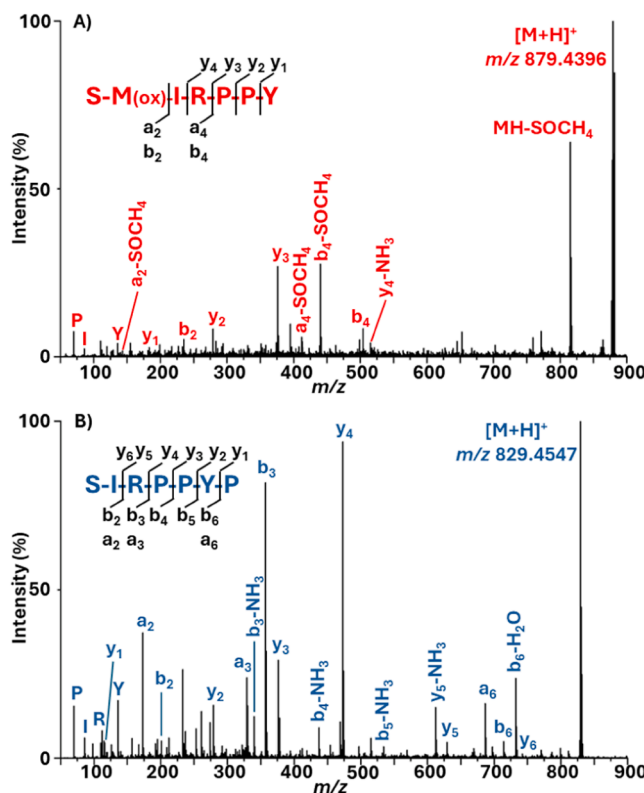 A)
100
50
0
Intensity (%)
[M+H]⁺
m/z 879.4396
MH-SOCH₄
y₄ y₃ y₂ y₁
S-M(ox)-I-R-P-P-Y
a₂ a₄
b₂ b₄
P
I
a₂-SOCH₄
Y
y₁
b₂
y₂
y₃
a₄-SOCH₄
b₄-SOCH₄
b₄
y₄-NH₃
100 200 300 400 500 600 700 800 900
m/z
B)
100
50
0
Intensity (%)
[M+H]⁺
m/z 829.4547
y₆ y₅ y₄ y₃ y₂ y₁
S-I-R-P-P-Y-P
b₂ b₃ b₄ b₅ b₆
a₂ a₃ a₆
P
I
R
y₁
Y
a₂
b₂
y₂
a₃
b₃-NH₃
b₃
y₃
b₄-NH₃
y₄
b₅-NH₃
y₅-NH₃
y₅
a₆
b₆
b₆-H₂O
y₆
100 200 300 400 500 600 700 800 900
m/z